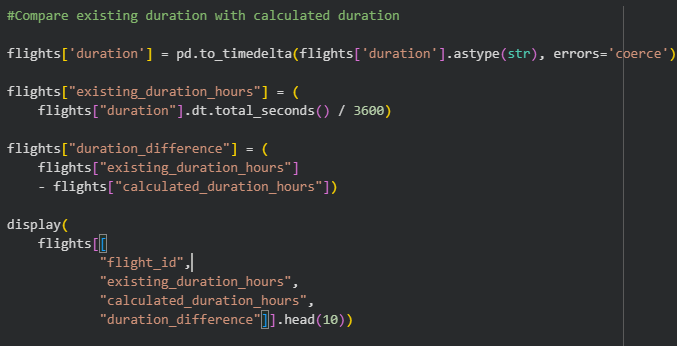 #Compare existing duration with calculated duration
flights['duration'] = pd.to_timedelta(flights['duration'].astype(str), errors='coerce')
flights["existing_duration_hours"] = (
    flights["duration"].dt.total_seconds() / 3600)
flights["duration_difference"] = (
    flights["existing_duration_hours"]
    - flights["calculated_duration_hours"])
display(
    flights[[
            "flight_id",
            "existing_duration_hours",
            "calculated_duration_hours",
            "duration_difference"]].head(10))